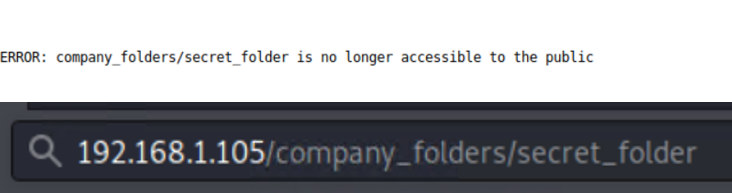 ERROR: company_folders/secret_folder is no longer accessible to the public
192.168.1.105/company_folders/secret_folder